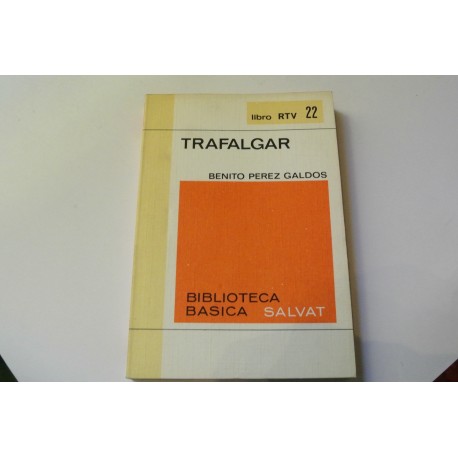 libro RTV 22
TRAFALGAR
BENITO PEREZ GALDOS
BIBLIOTECA
BASICA SALVAT